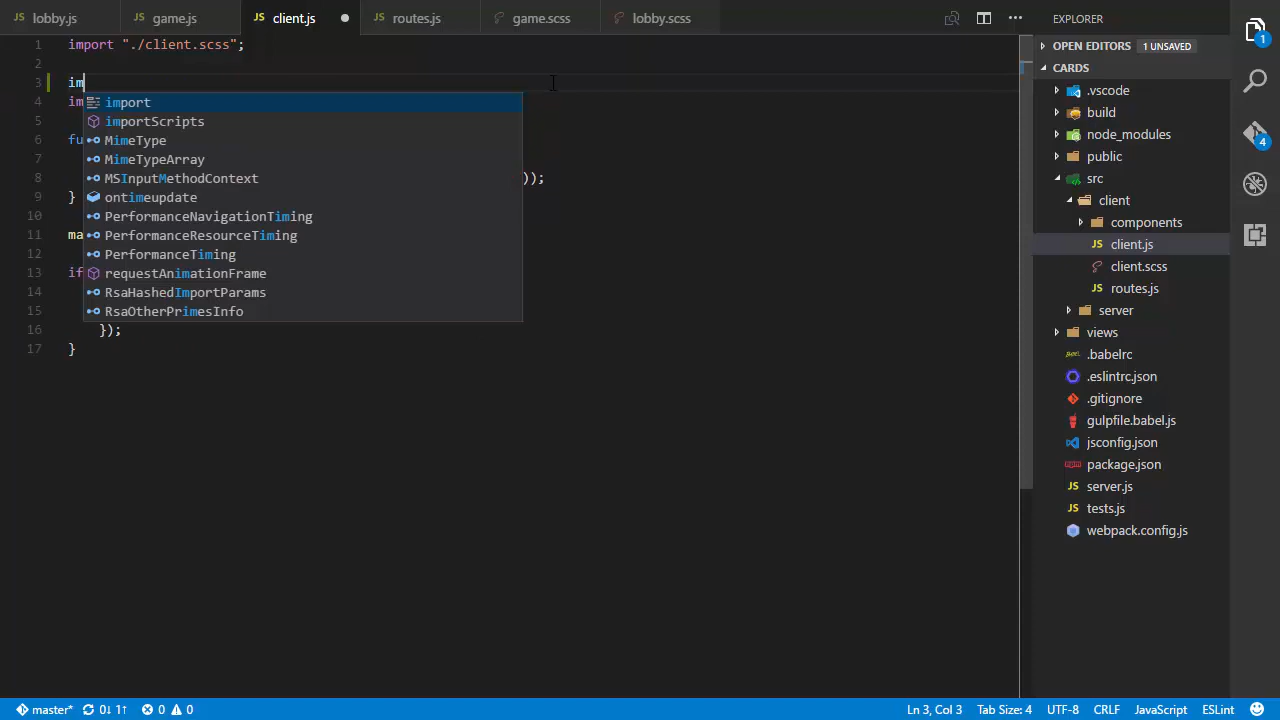 lobby.js game.js client.js routes.js game.scss lobby.scss
1 import "./client.scss";
2
3 im
4 im
5
6 fu
7
8 ));
9 }
10
11 ma
12
13 if
14
15
16 });
17 }
import
importScripts
MimeType
MimeTypeArray
MSInputMethodContext
ontimeupdate
PerformanceNavigationTiming
PerformanceResourceTiming
PerformanceTiming
requestAnimationFrame
RsaHashedImportParams
RsaOtherPrimesInfo
EXPLORER
OPEN EDITORS 1 UNSAVED
CARDS
.vscode
build
node_modules
public
src
client
components
client.js
client.scss
routes.js
server
views
.babelrc
.eslintrc.json
.gitignore
gulpfile.babel.js
jsconfig.json
package.json
server.js
tests.js
webpack.config.js
1
4
master* 0↓ 1↑ 0 0 Ln 3, Col 3 Tab Size: 4 UTF-8 CRLF JavaScript ESLint